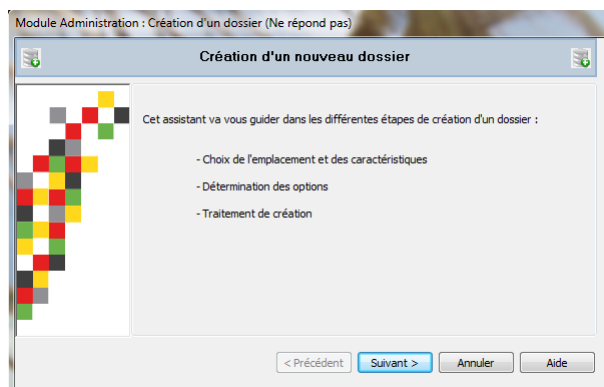 Module Administration : Création d'un dossier (Ne répond pas)
Création d'un nouveau dossier
Cet assistant va vous guider dans les différentes étapes de création d'un dossier :
- Choix de l'emplacement et des caractéristiques
- Détermination des options
- Traitement de création
< Précédent
Suivant >
Annuler
Aide